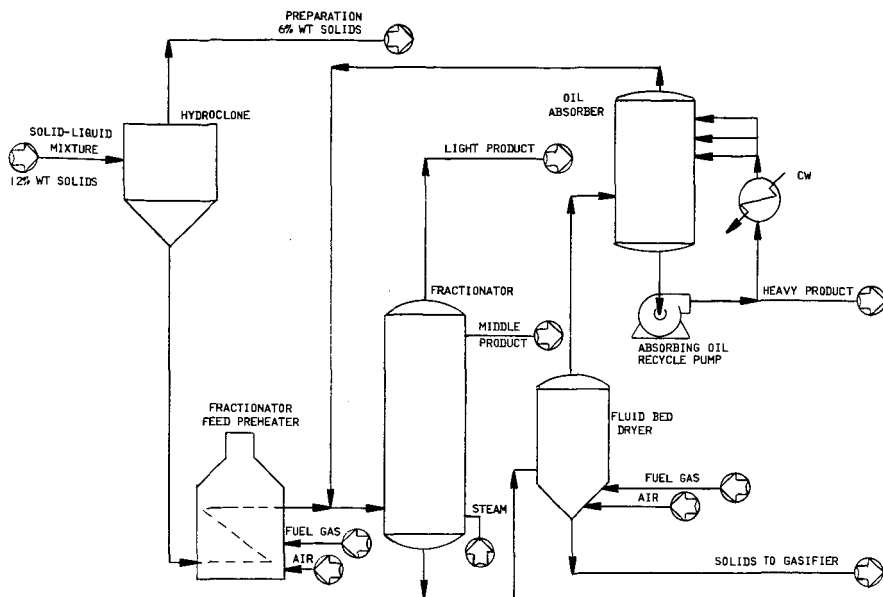 PREPARATION
6% WT SOLIDS
HYDROCLONE
SOLID-LIQUID
MIXTURE
12% WT SOLIDS
OIL
ABSORBER
LIGHT PRODUCT
CW
FRACTIONATOR
MIDDLE
PRODUCT
HEAVY PRODUCT
ABSORBING OIL
RECYCLE PUMP
FRACTIONATOR
FEED PREHEATER
FLUID BED
DRYER
FUEL GAS
AIR
STEAM
FUEL GAS
AIR
SOLIDS TO GASIFIER